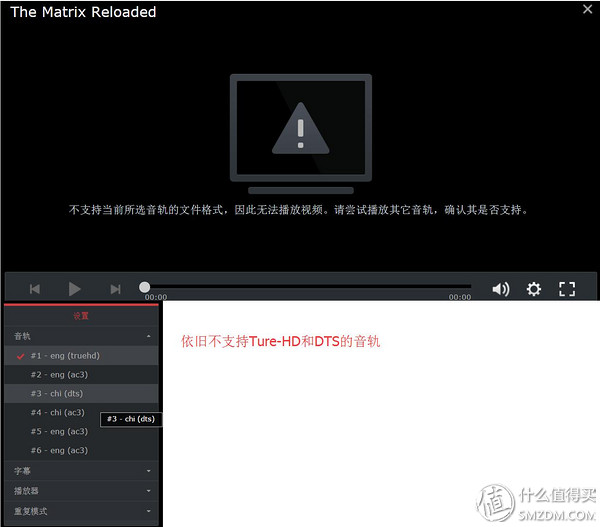 The Matrix Reloaded
不支持当前所选音轨的文件格式，因此无法播放视频。请尝试播放其它音轨，确认其是否支持。
00:00
00:00
设置
音轨
#1 - eng (truehd)
#2 - eng (ac3)
#3 - chi (dts)
#4 - chi (ac3)
#3 - chi (dts)
#5 - eng (ac3)
#6 - eng (ac3)
字幕
播放器
重复模式
依旧不支持Ture-HD和DTS的音轨
值 什么值得买
SMZDM.COM